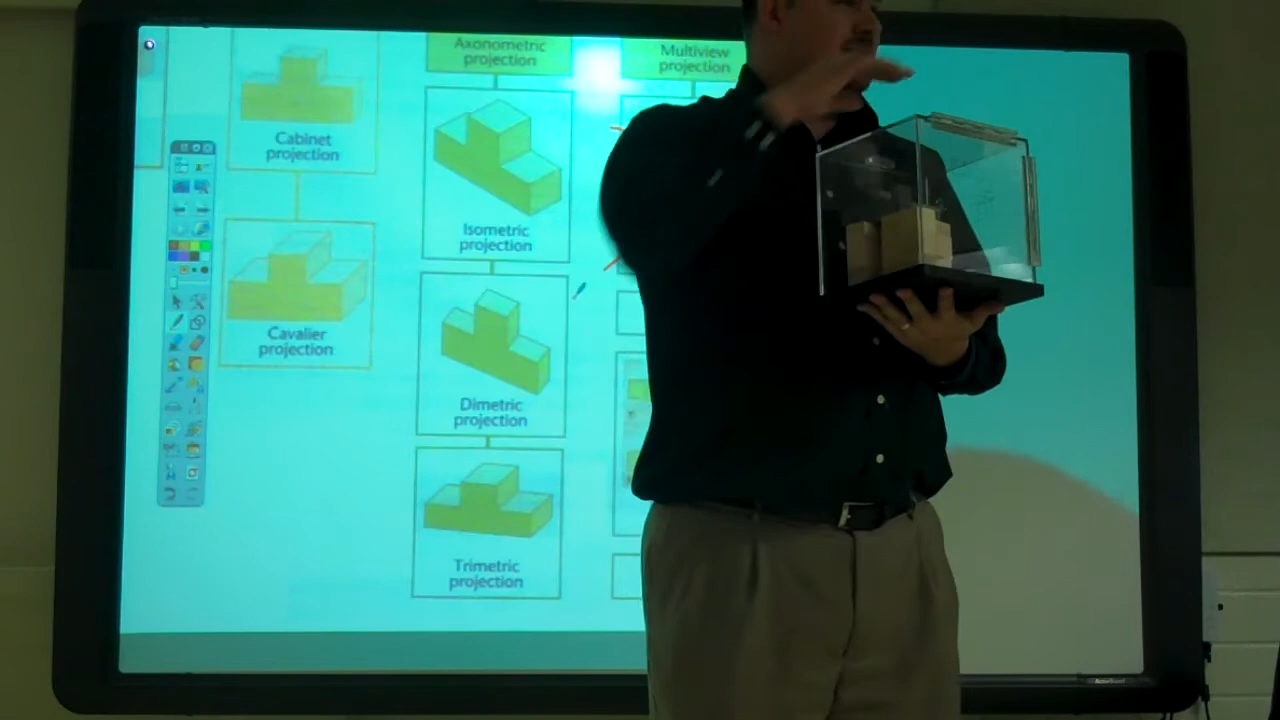 Axonometric
projection
Multiview
projection
Cabinet
projection
Isometric
projection
Cavalier
projection
Dimetric
projection
Trimetric
projection